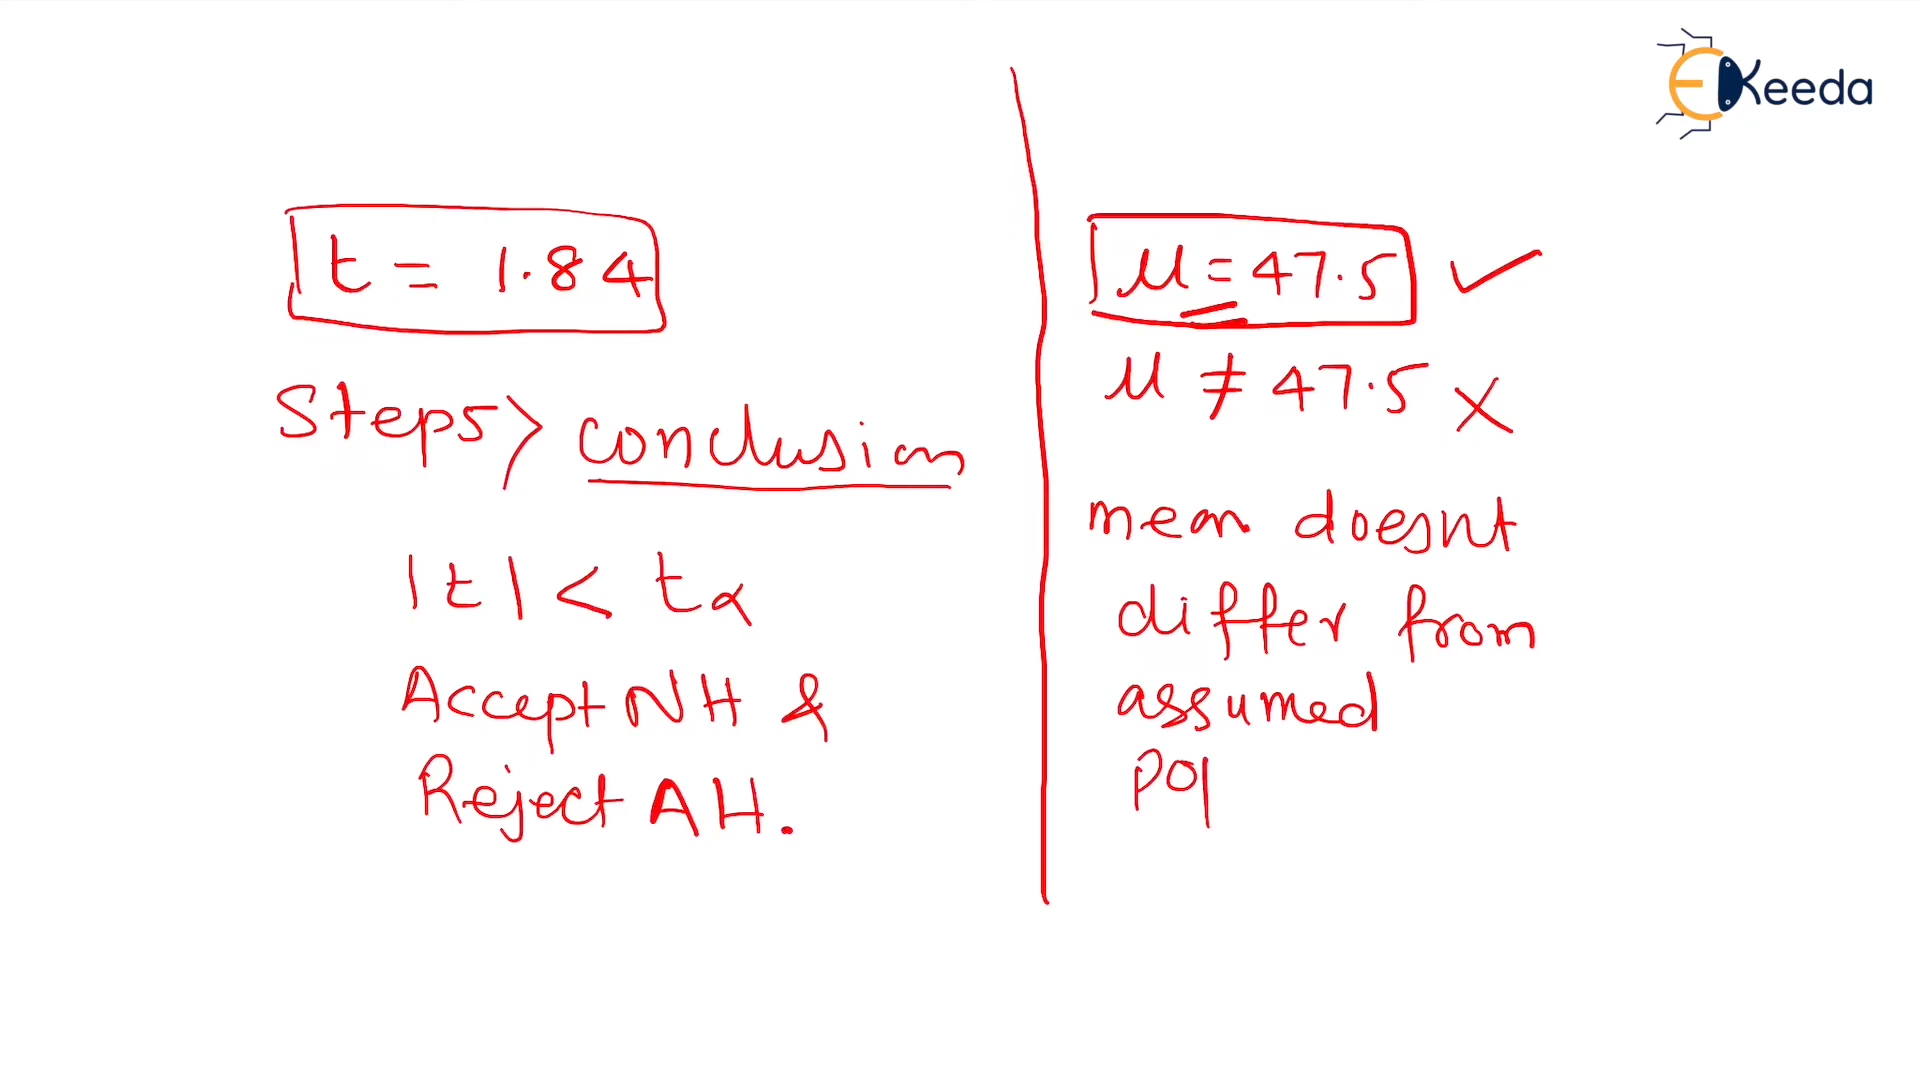 EKeeda
t = 1.84
Step5> conclusion
|t| < tα
Accept NH &
Reject AH.
μ = 47.5 ✓
μ ≠ 47.5 ✗
mean doesnt
differ from
assumed
pop